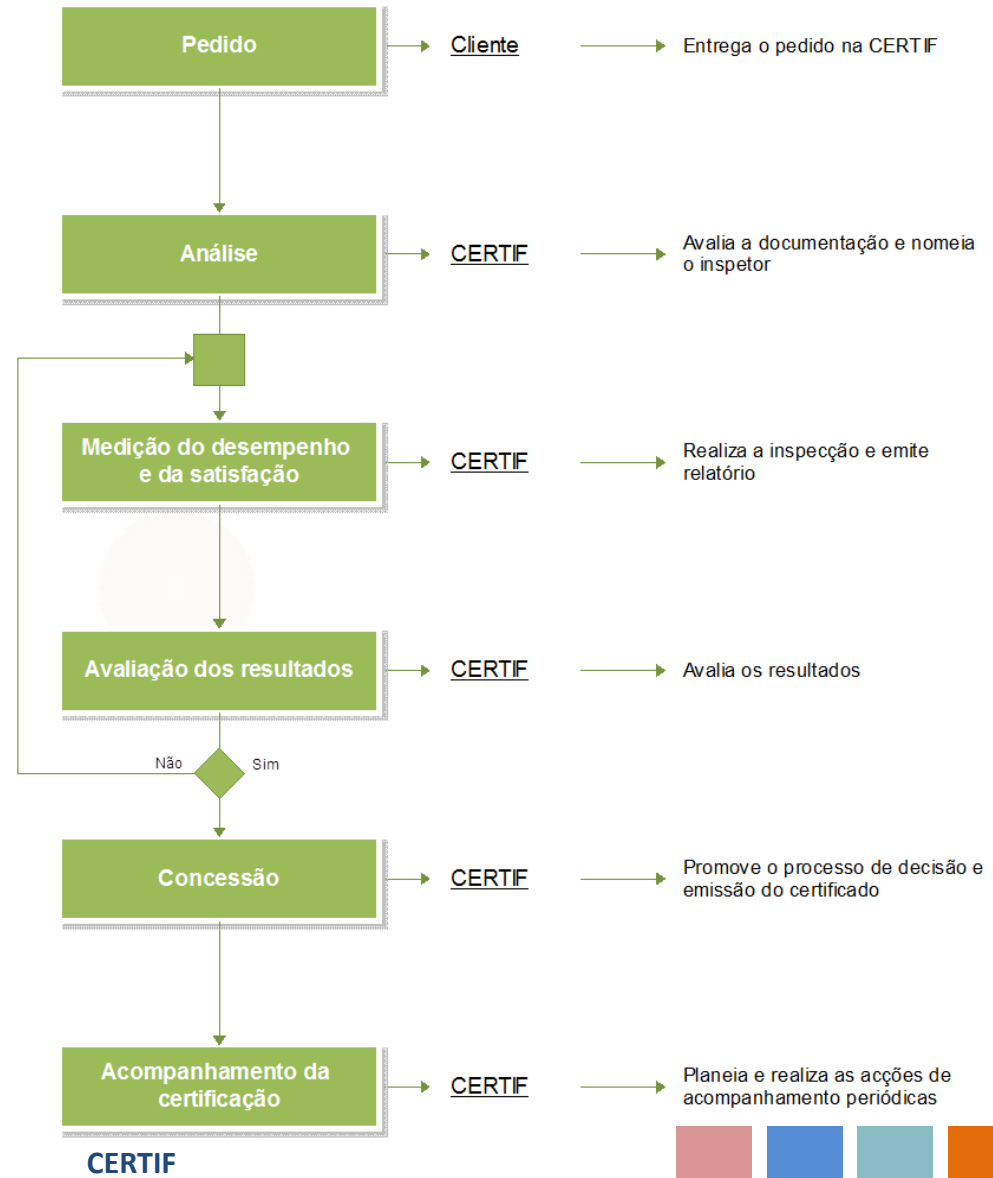 Pedido
Cliente
Entrega o pedido na CERTIF
Análise
CERTIF
Avalia a documentação e nomeia
o inspetor
Medição do desempenho
e da satisfação
CERTIF
Realiza a inspecção e emite
relatório
Avaliação dos resultados
CERTIF
Avalia os resultados
Não
Sim
Concessão
CERTIF
Promove o processo de decisão e
emissão do certificado
Acompanhamento da
certificação
CERTIF
Planeia e realiza as acções de
acompanhamento periódicas
CERTIF